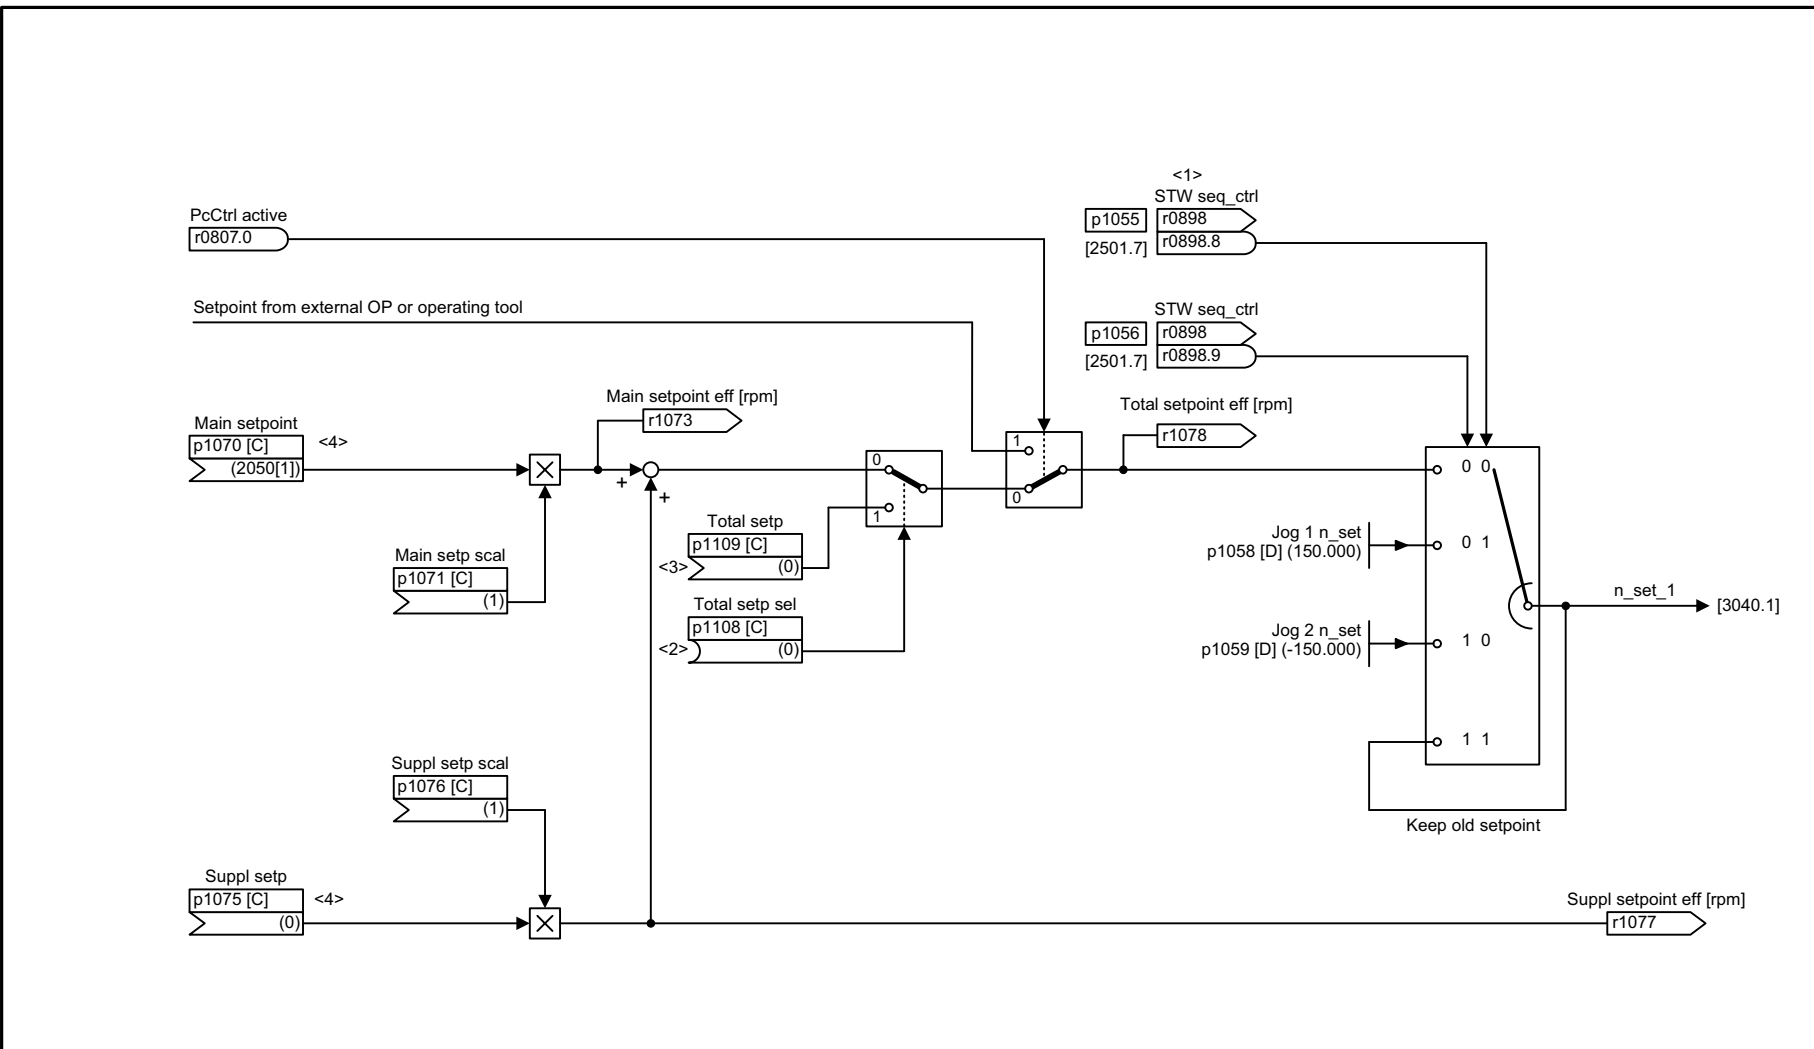 <1>
STW seq_ctrl
p1055
r0898
[2501.7]
r0898.8
PcCtrl active
r0807.0
Setpoint from external OP or operating tool
STW seq_ctrl
p1056
r0898
[2501.7]
r0898.9
Main setpoint eff [rpm]
r1073
Total setpoint eff [rpm]
r1078
Main setpoint
p1070 [C]
<4>
(2050[1])
+
+
0
1
1
0
Main setp scal
p1071 [C]
(1)
Total setp
p1109 [C]
<3>
(0)
Total setp sel
p1108 [C]
<2>
(0)
0 0
Jog 1 n_set
p1058 [D] (150.000)
0 1
n_set_1
[3040.1]
Jog 2 n_set
p1059 [D] (-150.000)
1 0
1 1
Keep old setpoint
Suppl setp scal
p1076 [C]
(1)
Suppl setp
p1075 [C]
<4>
(0)
Suppl setpoint eff [rpm]
r1077